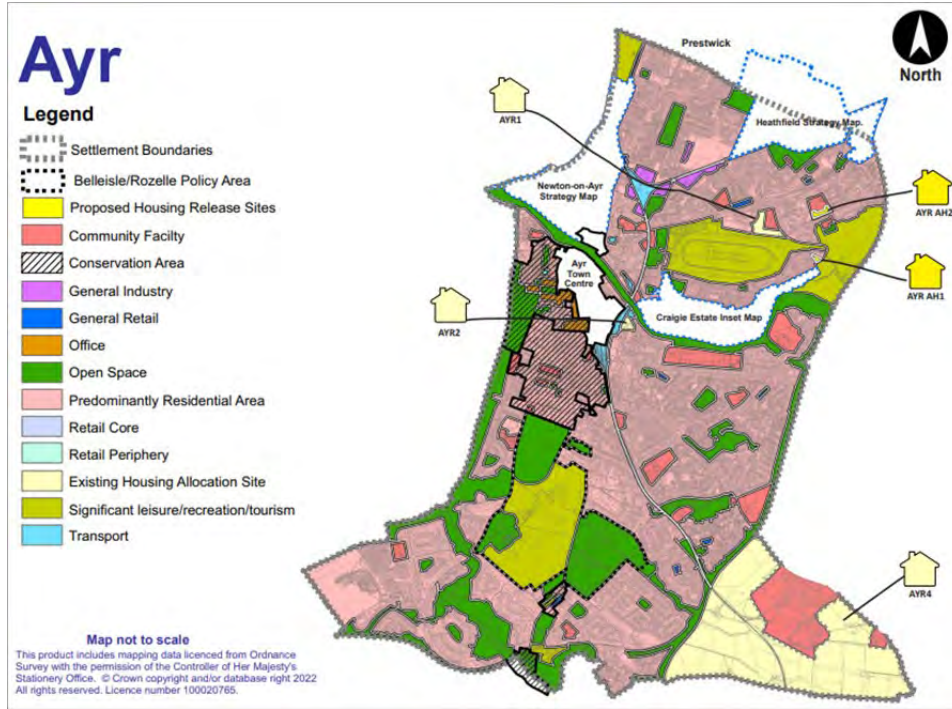 Ayr
Legend
Settlement Boundaries
Belleisle/Rozelle Policy Area
Proposed Housing Release Sites
Community Facilty
Conservation Area
General Industry
General Retail
Office
Open Space
Predominantly Residential Area
Retail Core
Retail Periphery
Existing Housing Allocation Site
Significant leisure/recreation/tourism
Transport
Map not to scale
This product includes mapping data licenced from Ordnance
Survey with the permission of the Controller of Her Majesty's
Stationery Office. © Crown copyright and/or database right 2022
All rights reserved. Licence number 100020765.
North
Prestwick
Heathfield Strategy Map.
AYR1
Newton-on-Ayr
Strategy Map
AYR AH2
Ayr
Town
Centre
AYR AH1
Craigie Estate Inset Map
AYR2
AYR4